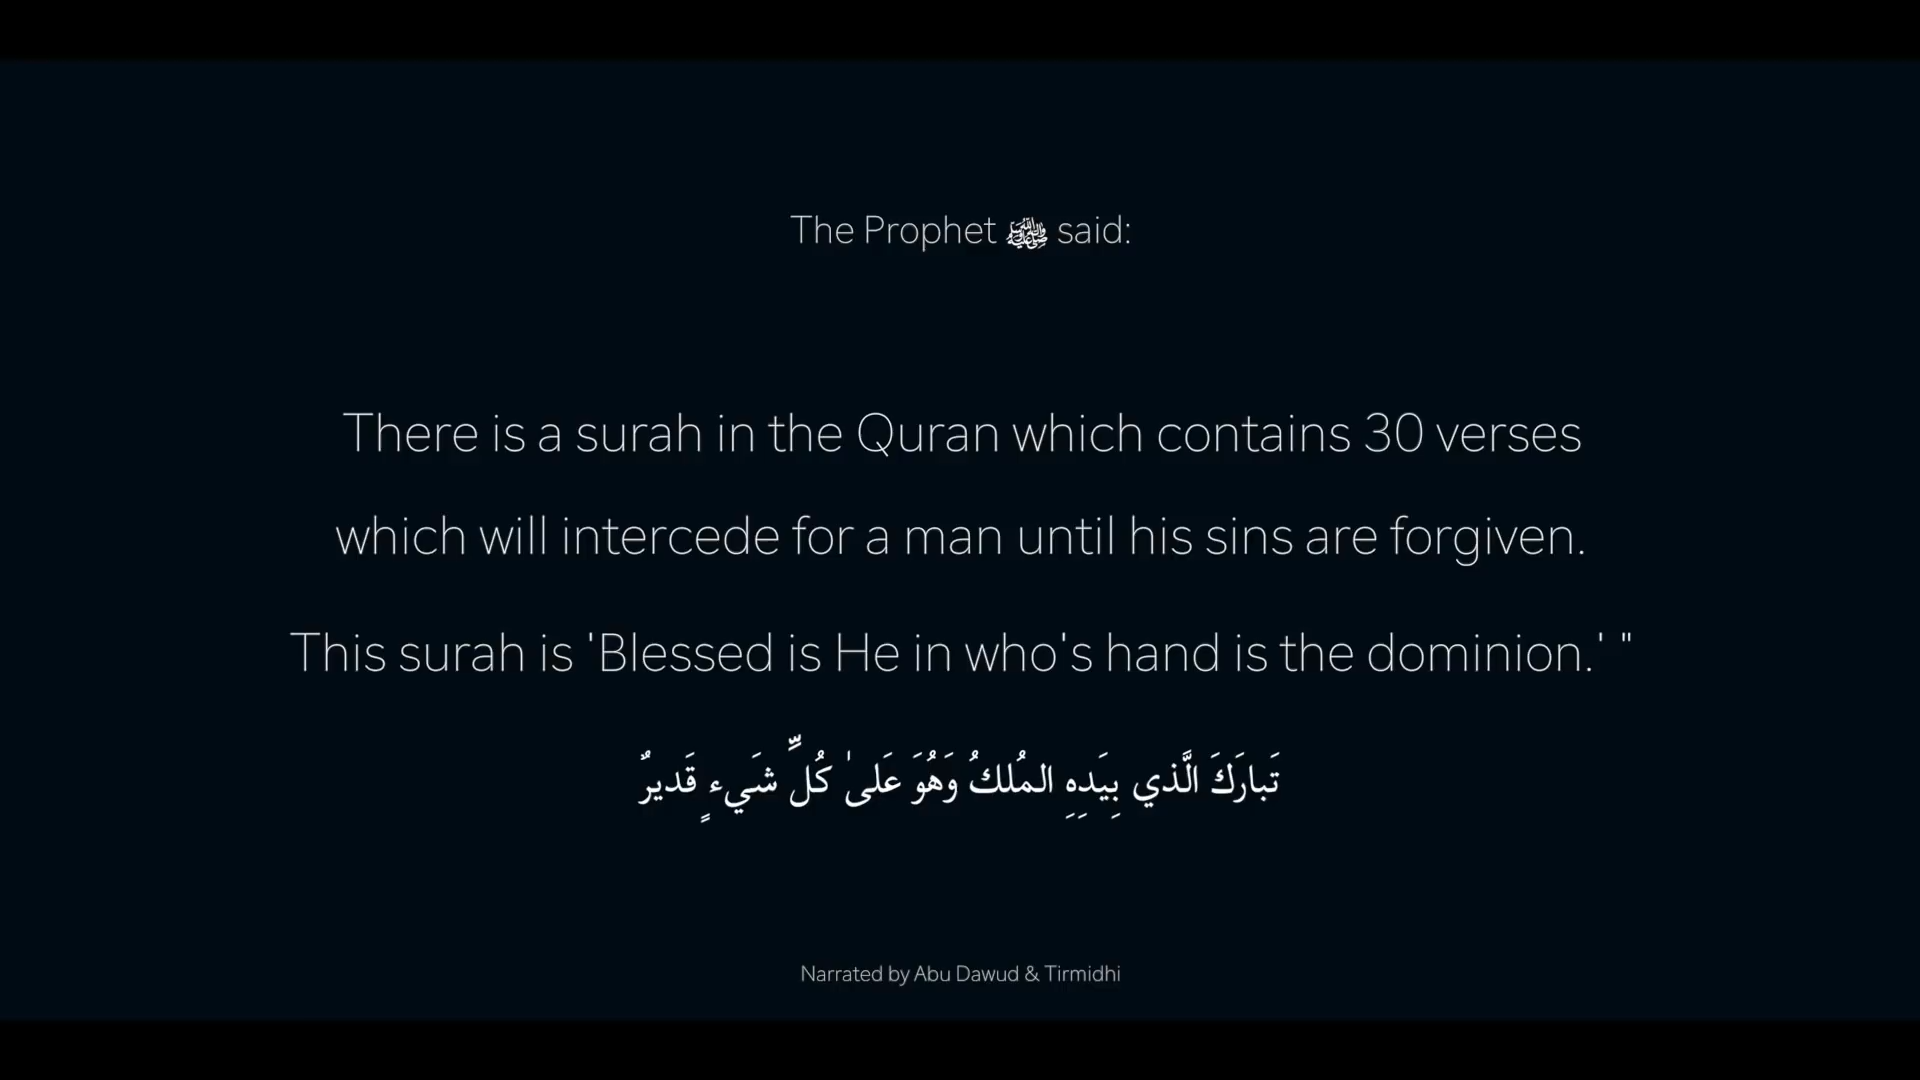 The Prophet ﷺ said:
There is a surah in the Quran which contains 30 verses
which will intercede for a man until his sins are forgiven.
This surah is 'Blessed is He in who's hand is the dominion.' "
تَبارَكَ الَّذي بِيَدِهِ المُلكُ وَهُوَ عَلىٰ كُلِّ شَيءٍ قَديرٌ
Narrated by Abu Dawud & Tirmidhi